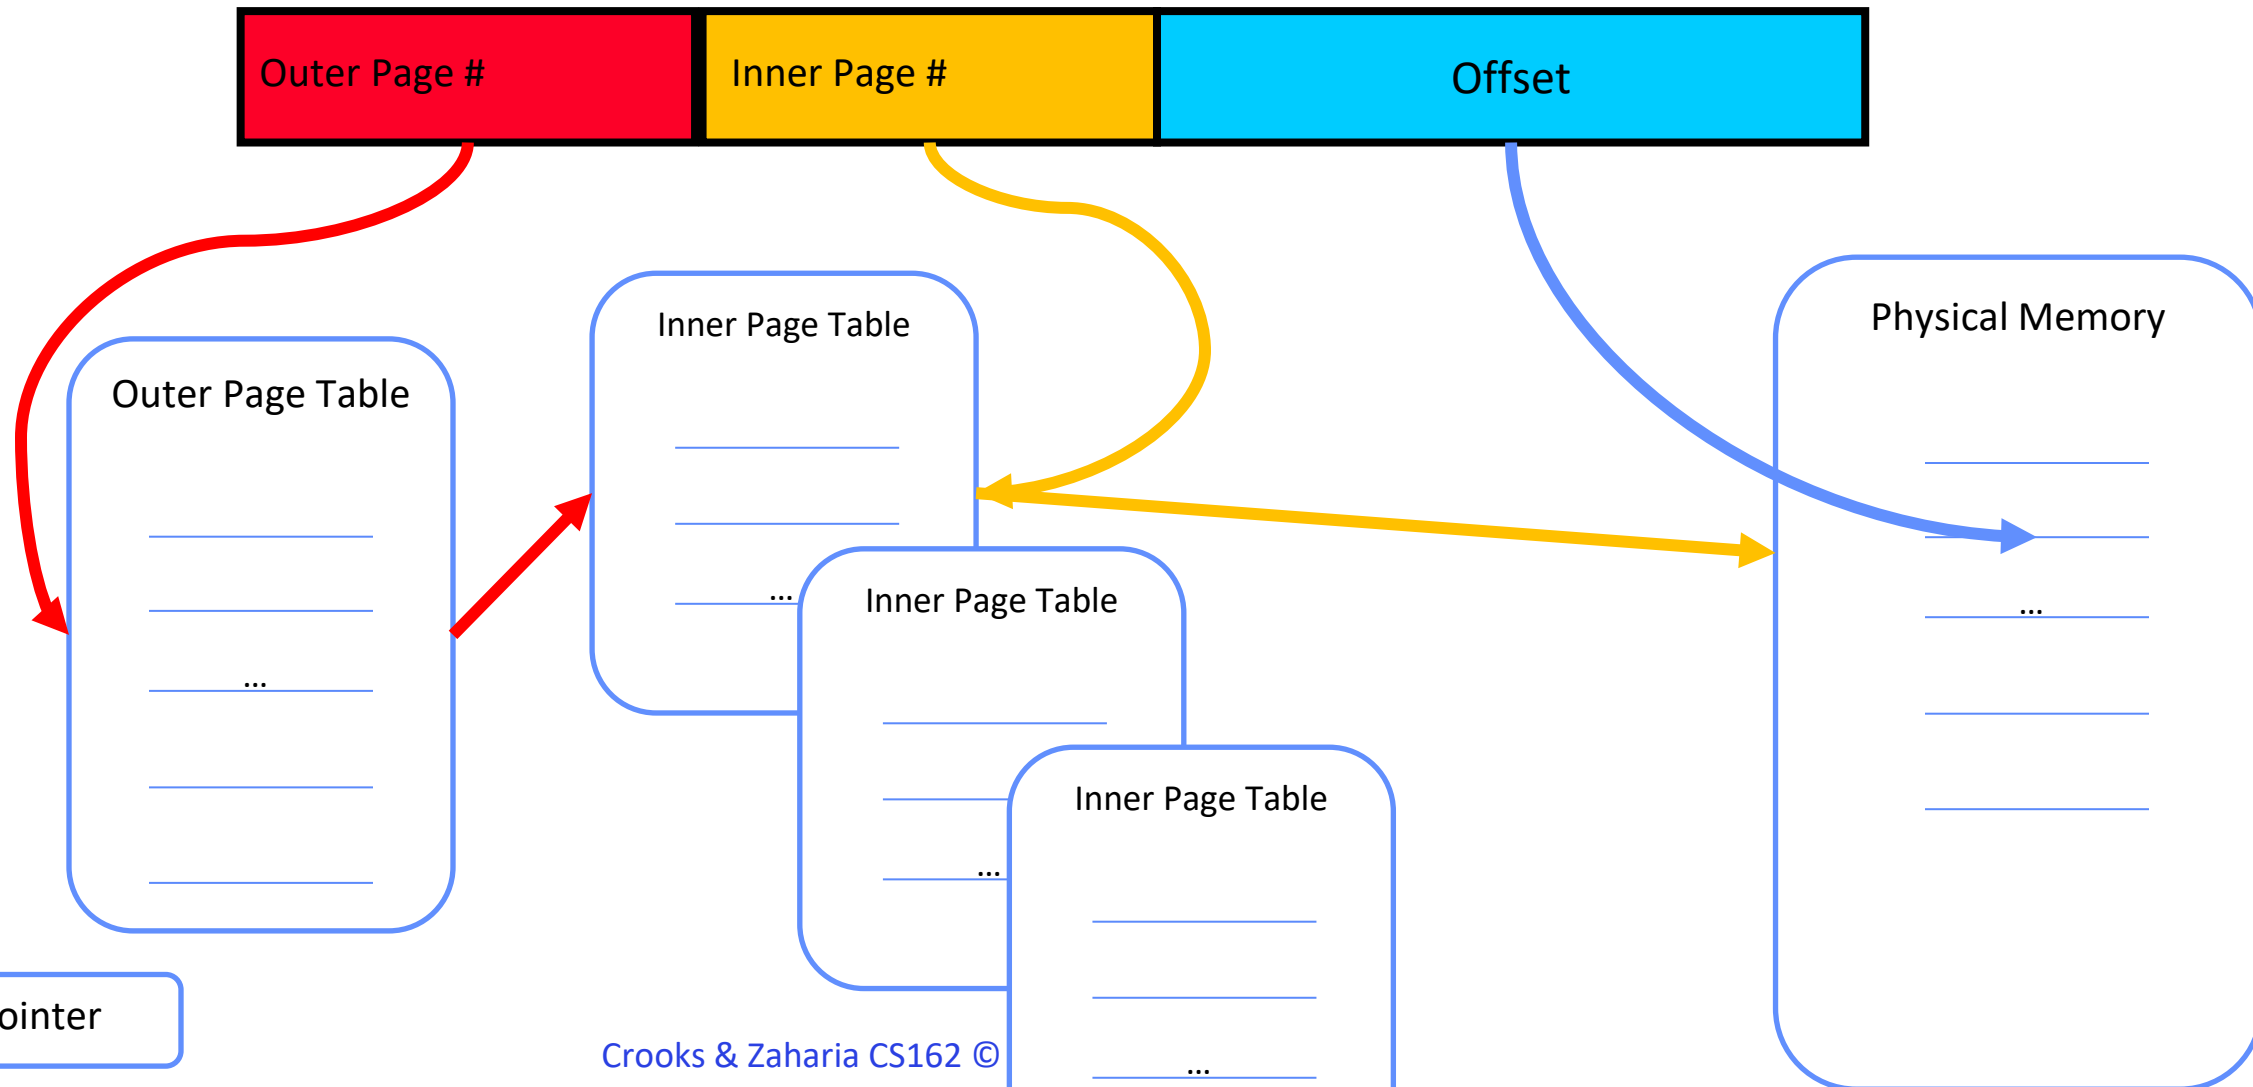 Outer Page #
Inner Page #
Offset
Inner Page Table
Physical Memory
Outer Page Table
...
Inner Page Table
...
...
...
Inner Page Table
ointer
Crooks & Zaharia CS162 ©
...